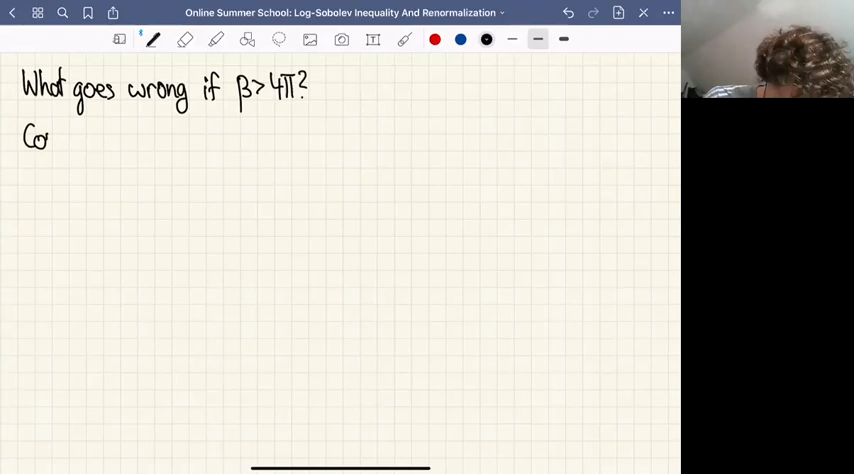 Online Summer School: Log-Sobolev Inequality And Renormalization
What goes wrong if β > 4π?
Co